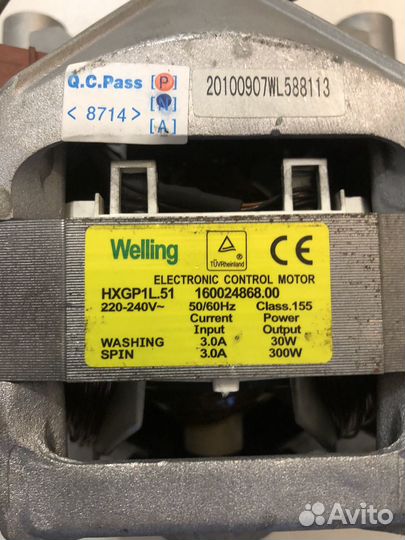 Q.C.Pass [P]
[N]
<8714> [A]
20100907WL588113
Welling
TÜVRheinland
CE
ELECTRONIC CONTROL MOTOR
HXGP1L.51 160024868.00
220-240V~ 50/60Hz Class.155
Current Power
Input Output
WASHING 3.0A 30W
SPIN 3.0A 300W
Avito